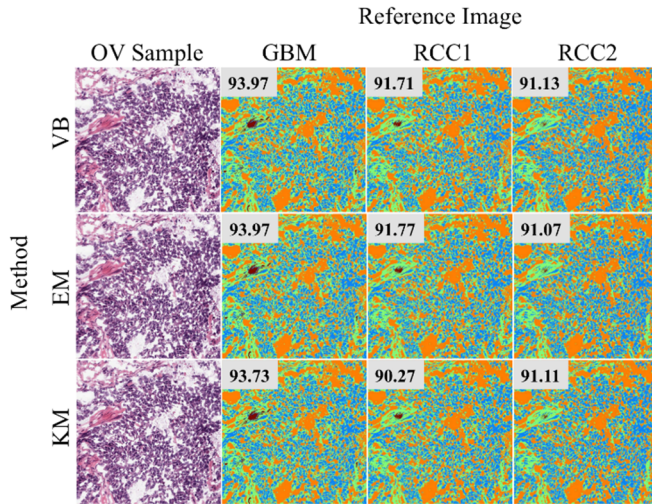 Reference Image
OV Sample GBM RCC1 RCC2
Method
VB 93.97 91.71 91.13
EM 93.97 91.77 91.07
KM 93.73 90.27 91.11